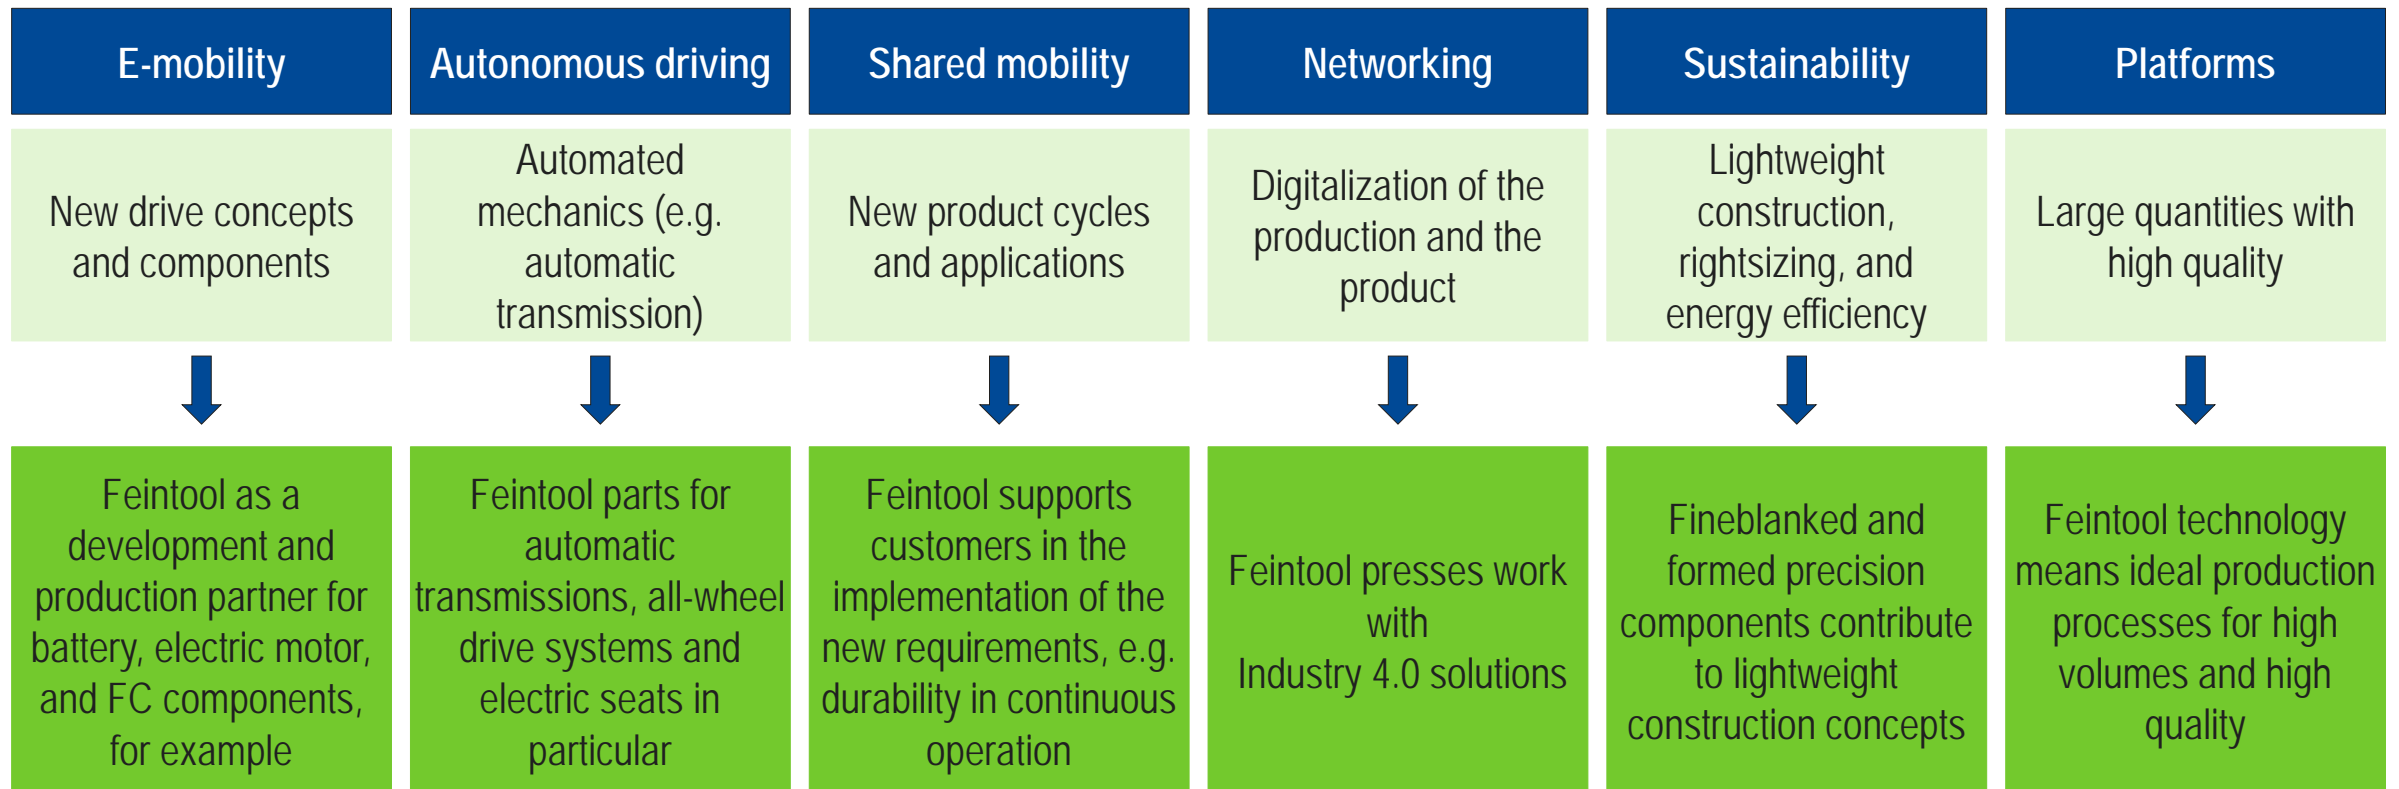 E-mobility
New drive concepts
and components
Feintool as a
development and
production partner for
battery, electric motor,
and FC components,
for example
Autonomous driving
Automated
mechanics (e.g.
automatic
transmission)
Feintool parts for
automatic
transmissions, all-wheel
drive systems and
electric seats in
particular
Shared mobility
New product cycles
and applications
Feintool supports
customers in the
implementation of the
new requirements, e.g.
durability in continuous
operation
Networking
Digitalization of the
production and the
product
Feintool presses work
with
Industry 4.0 solutions
Sustainability
Lightweight
construction,
rightsizing, and
energy efficiency
Fineblanked and
formed precision
components contribute
to lightweight
construction concepts
Platforms
Large quantities with
high quality
Feintool technology
means ideal production
processes for high
volumes and high
quality